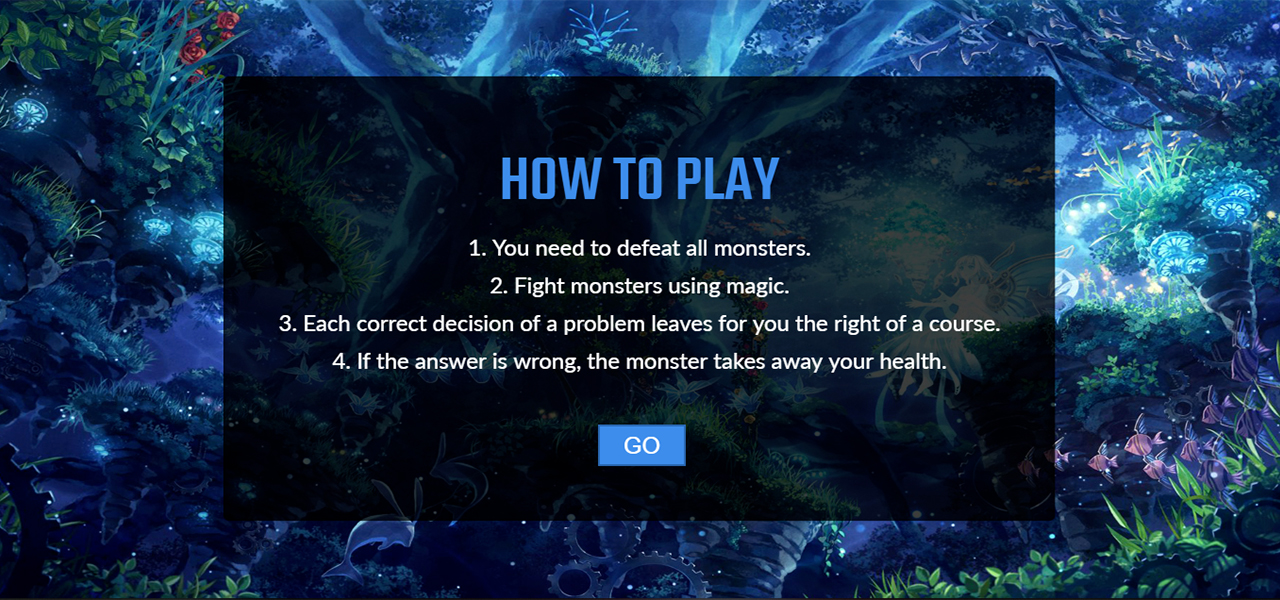 HOW TO PLAY
1. You need to defeat all monsters.
2. Fight monsters using magic.
3. Each correct decision of a problem leaves for you the right of a course.
4. If the answer is wrong, the monster takes away your health.
GO